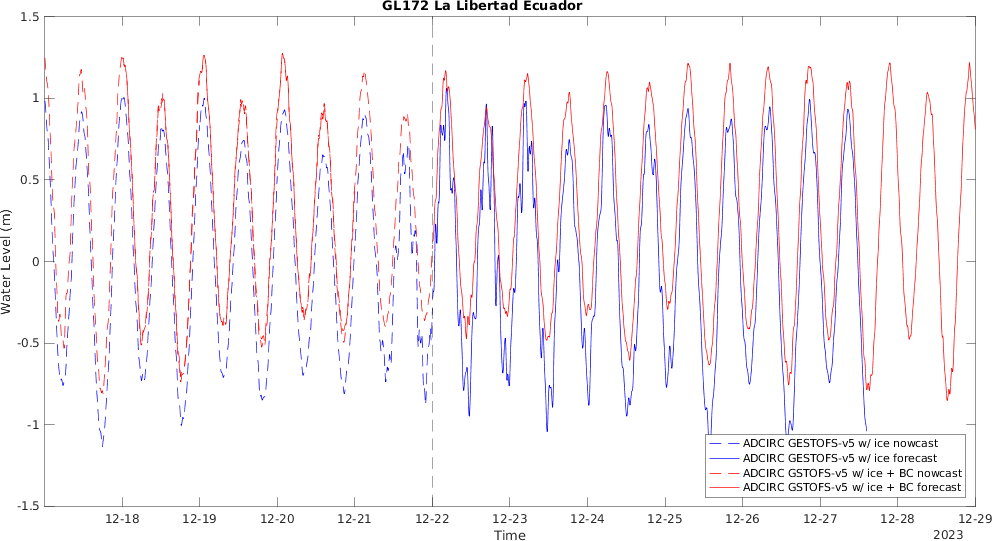 GL172 La Libertad Ecuador
1.5
1
0.5
0
-0.5
-1
-1.5
Water Level (m)
12-18 12-19 12-20 12-21 12-22 12-23 12-24 12-25 12-26 12-27 12-28 12-29
Time
2023
ADCIRC GESTOFS-v5 w/ ice nowcast
ADCIRC GESTOFS-v5 w/ ice forecast
ADCIRC GSTOFS-v5 w/ ice + BC nowcast
ADCIRC GSTOFS-v5 w/ ice + BC forecast